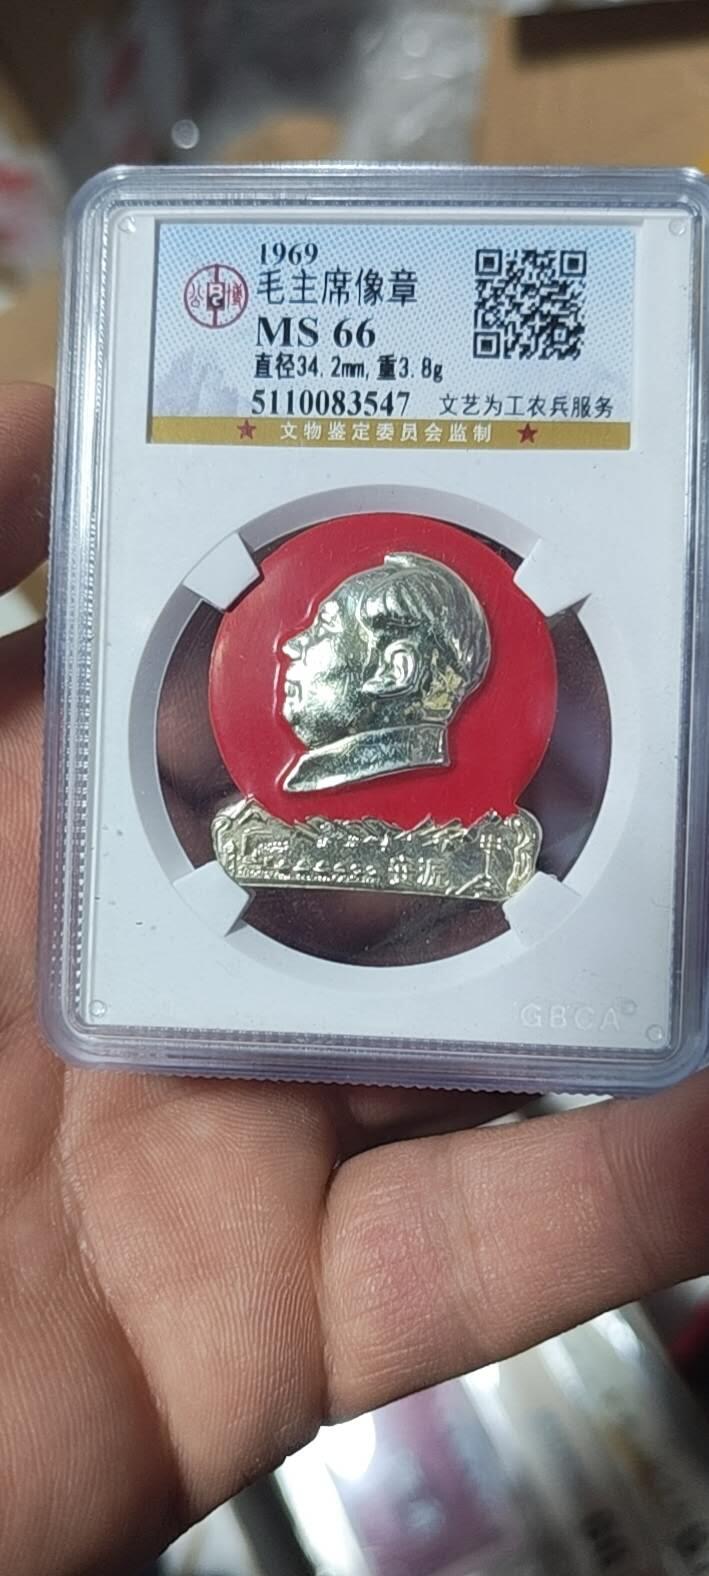 1969
毛主席像章
MS 66
直径34.2mm,重3.8g
5110083547 文艺为工农兵服务
★ 文物鉴定委员会监制 ★
GBCA